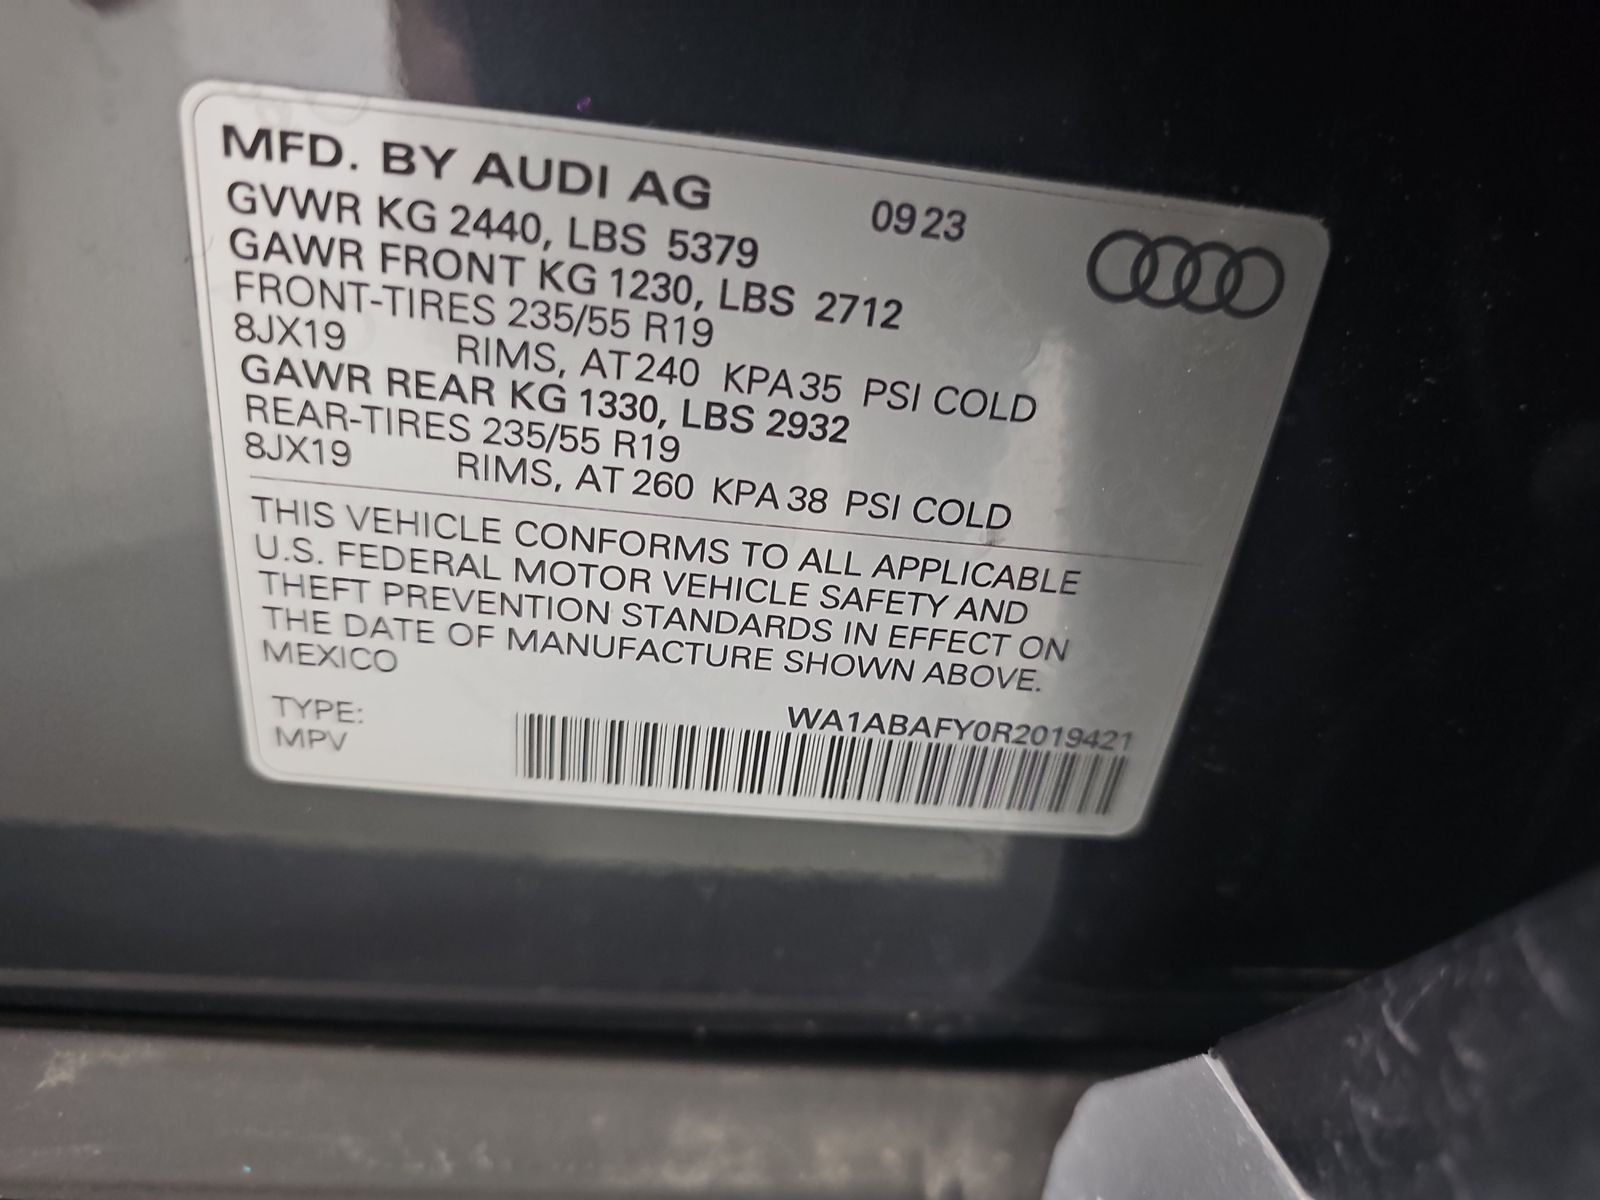 MFD. BY AUDI AG 0923
GVWR KG 2440, LBS 5379
GAWR FRONT KG 1230, LBS 2712
FRONT-TIRES 235/55 R19
8JX19 RIMS, AT 240 KPA 35 PSI COLD
GAWR REAR KG 1330, LBS 2932
REAR-TIRES 235/55 R19
8JX19 RIMS, AT 260 KPA 38 PSI COLD
THIS VEHICLE CONFORMS TO ALL APPLICABLE
U.S. FEDERAL MOTOR VEHICLE SAFETY AND
THEFT PREVENTION STANDARDS IN EFFECT ON
THE DATE OF MANUFACTURE SHOWN ABOVE.
MEXICO
WA1ABAFY0R2019421
TYPE:
MPV